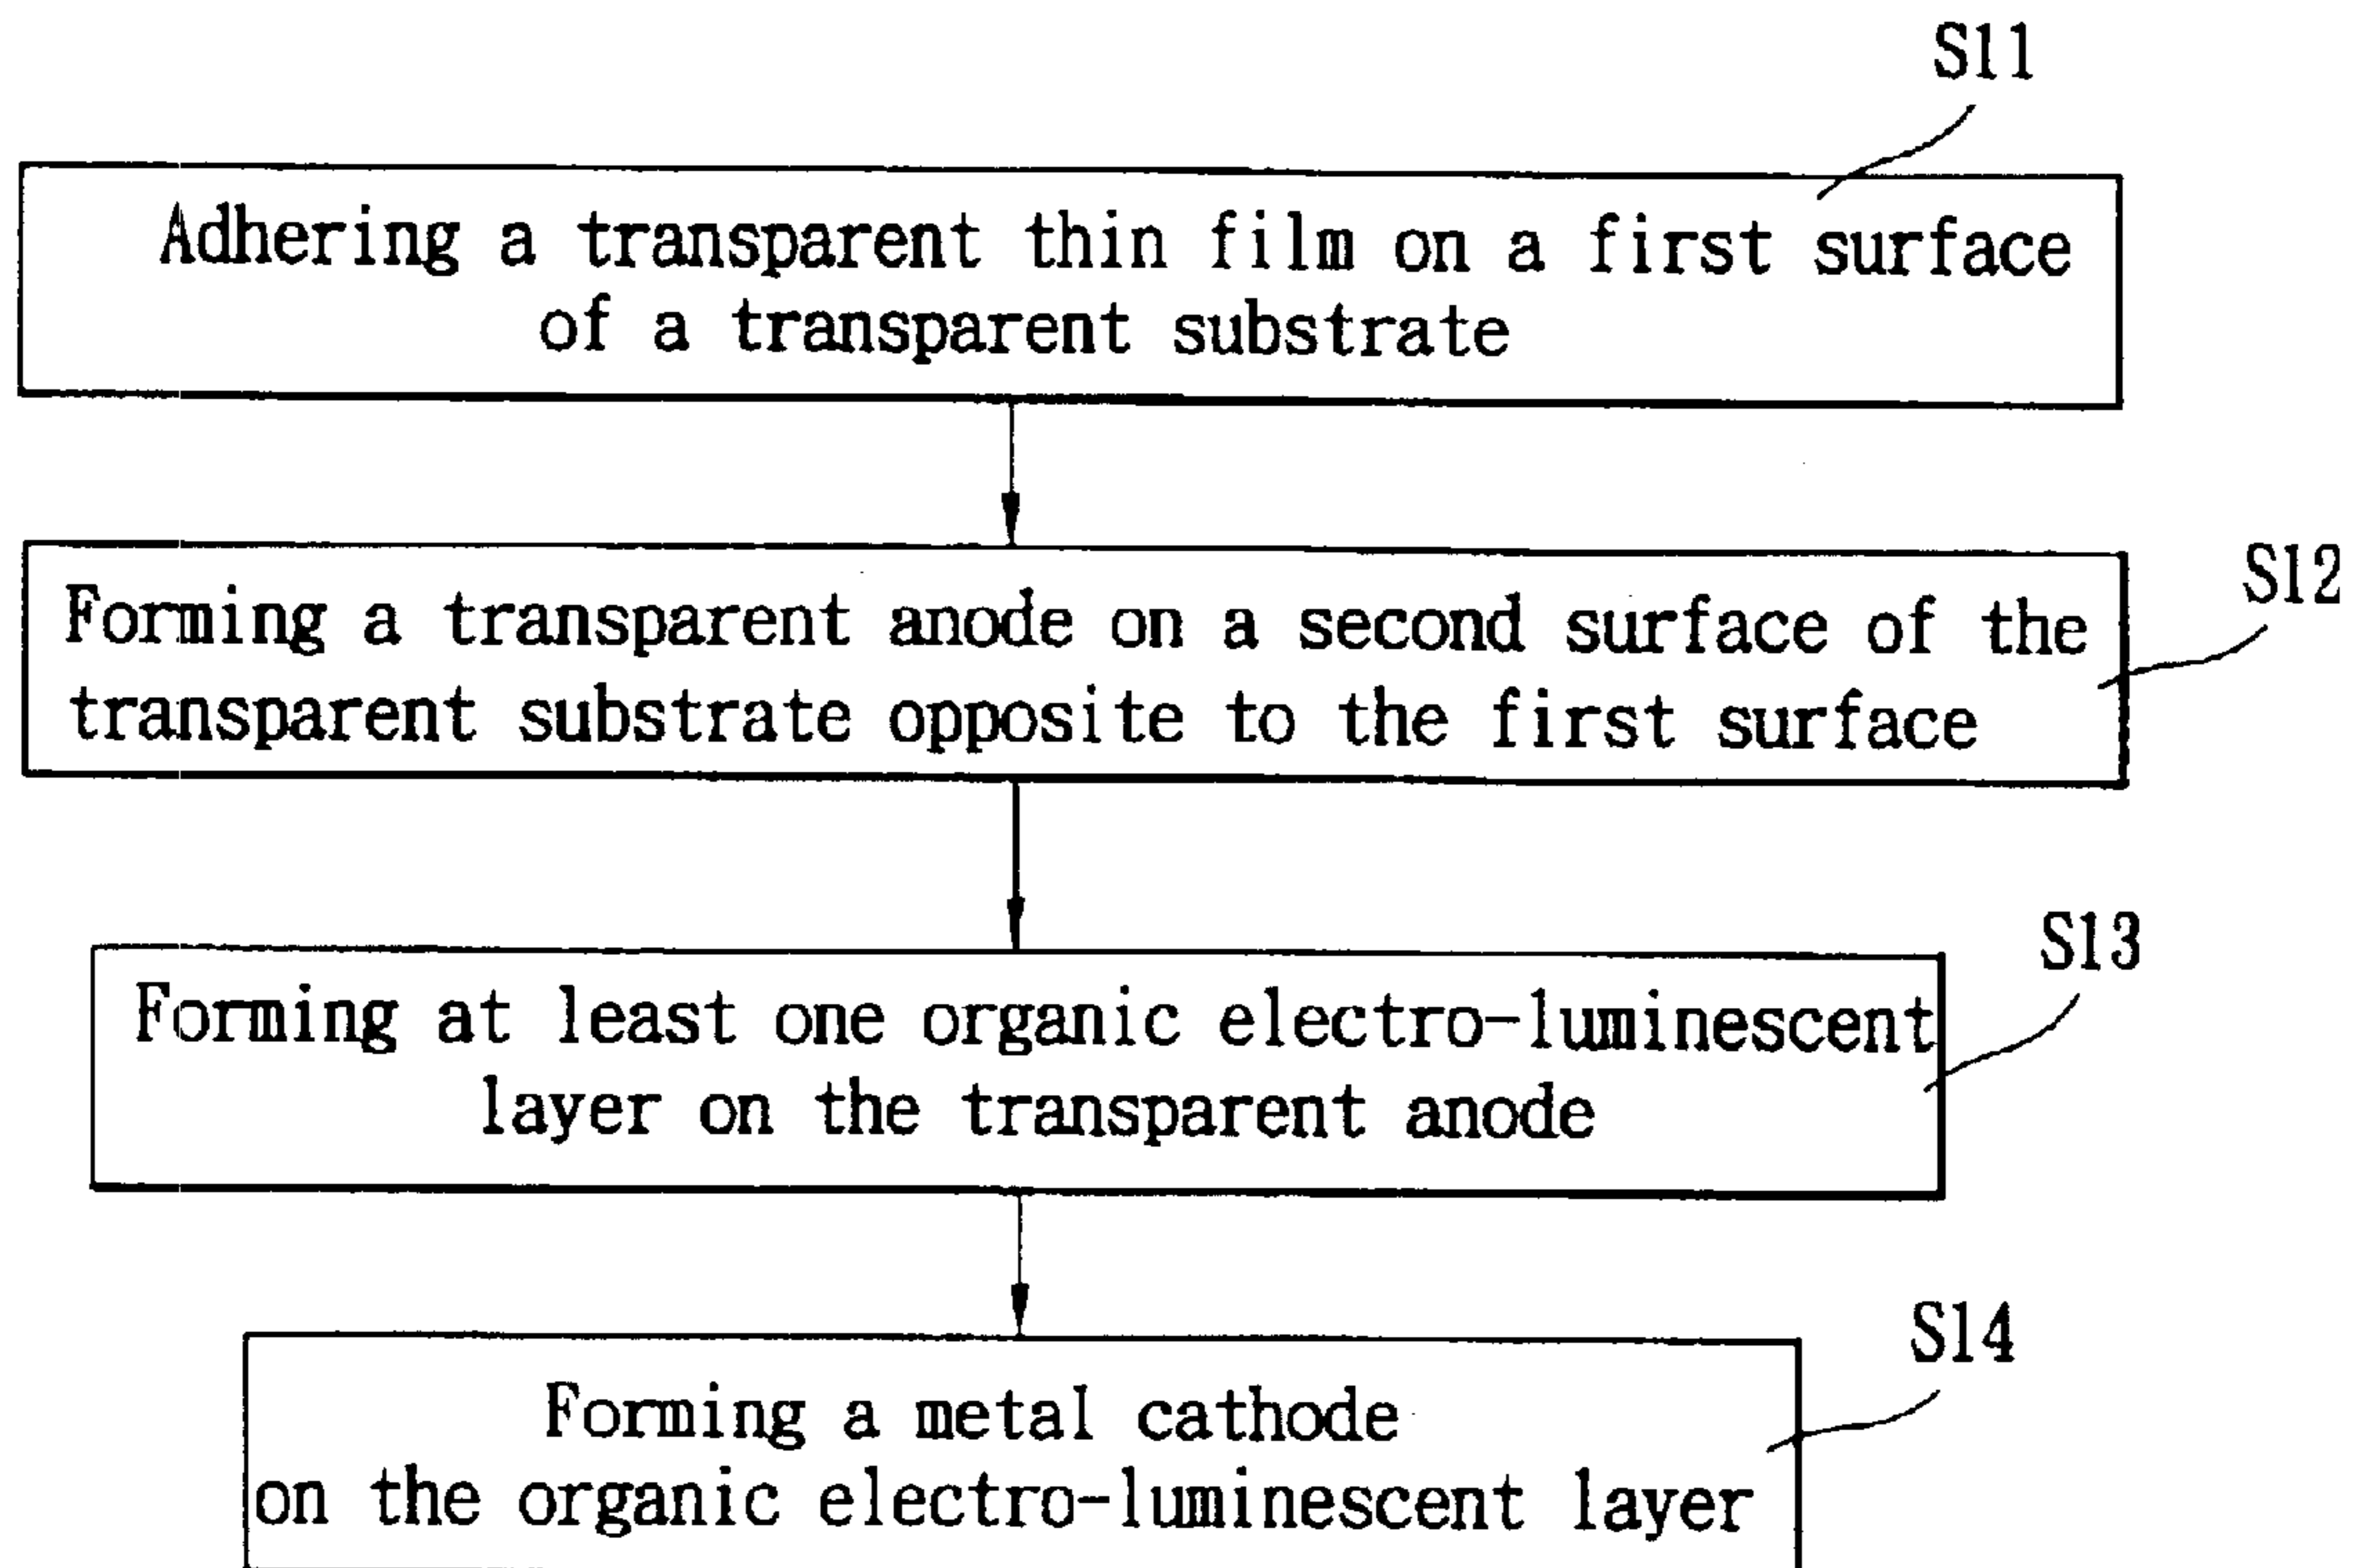 S11
Adhering a transparent thin film on a first surface
of a transparent substrate
S12
Forming a transparent anode on a second surface of the
transparent substrate opposite to the first surface
S13
Forming at least one organic electro-luminescent
layer on the transparent anode
S14
Forming a metal cathode
on the organic electro-luminescent layer